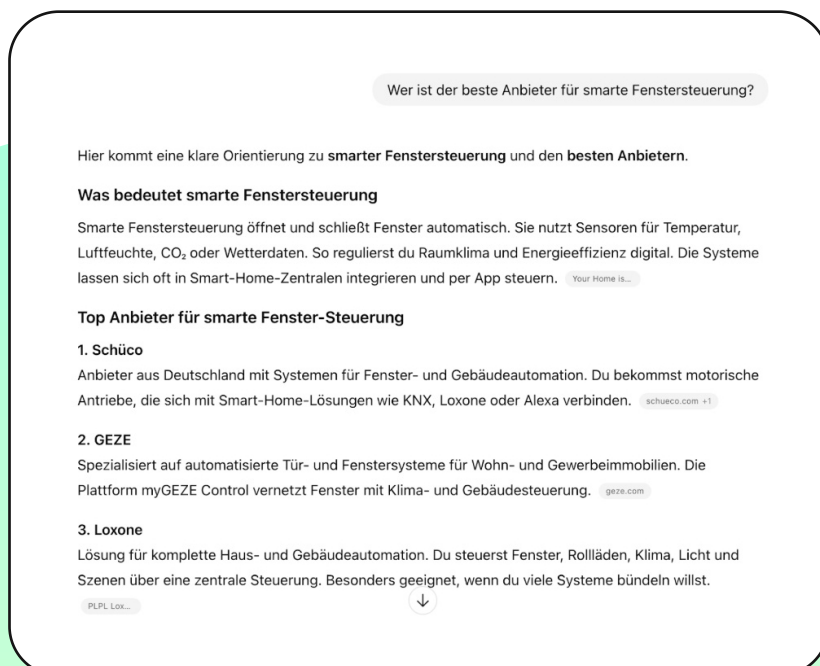 Wer ist der beste Anbieter für smarte Fenstersteuerung?
Hier kommt eine klare Orientierung zu smarter Fenstersteuerung und den besten Anbietern.
Was bedeutet smarte Fenstersteuerung
Smarte Fenstersteuerung öffnet und schließt Fenster automatisch. Sie nutzt Sensoren für Temperatur,
Luftfeuchte, CO₂ oder Wetterdaten. So regulierst du Raumklima und Energieeffizienz digital. Die Systeme
lassen sich oft in Smart-Home-Zentralen integrieren und per App steuern. Your Home is...
Top Anbieter für smarte Fenster-Steuerung
1. Schüco
Anbieter aus Deutschland mit Systemen für Fenster- und Gebäudeautomation. Du bekommst motorische
Antriebe, die sich mit Smart-Home-Lösungen wie KNX, Loxone oder Alexa verbinden. schueco.com +1
2. GEZE
Spezialisiert auf automatisierte Tür- und Fenstersysteme für Wohn- und Gewerbeimmobilien. Die
Plattform myGEZE Control vernetzt Fenster mit Klima- und Gebäudesteuerung. geze.com
3. Loxone
Lösung für komplette Haus- und Gebäudeautomation. Du steuerst Fenster, Rollläden, Klima, Licht und
Szenen über eine zentrale Steuerung. Besonders geeignet, wenn du viele Systeme bündeln willst.
PLPL Lox...